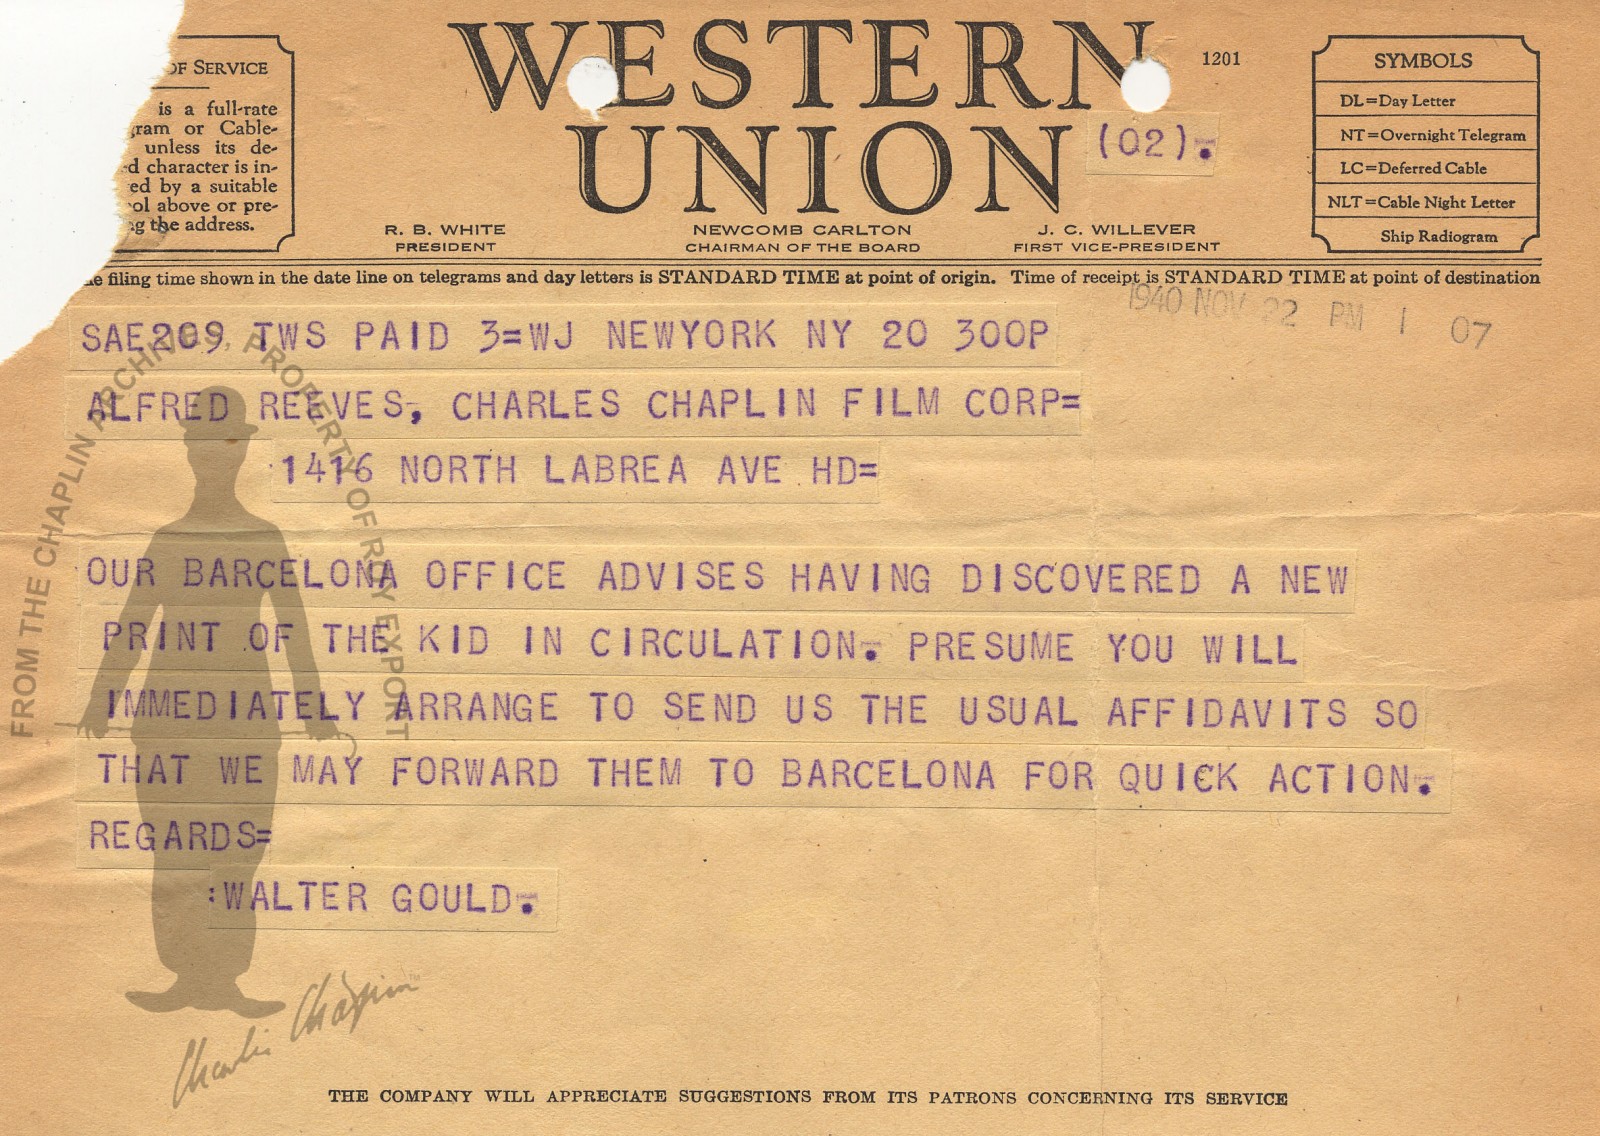 OF SERVICE
is a full-rate
gram or Cable-
unless its de-
d character is in-
ed by a suitable
ol above or pre-
g the address.
WESTERN
UNION
1201
(02).
R. B. WHITE
PRESIDENT
NEWCOMB CARLTON
CHAIRMAN OF THE BOARD
J. C. WILLEVER
FIRST VICE-PRESIDENT
SYMBOLS
DL=Day Letter
NT=Overnight Telegram
LC=Deferred Cable
NLT=Cable Night Letter
Ship Radiogram
e filing time shown in the date line on telegrams and day letters is STANDARD TIME at point of origin. Time of receipt is STANDARD TIME at point of destination
1940 NOV 22 PM 1 07
SAE209 TWS PAID 3=WJ NEWYORK NY 20 300P
ALFRED REEVES, CHARLES CHAPLIN FILM CORP=
1416 NORTH LABREA AVE HD=
OUR BARCELONA OFFICE ADVISES HAVING DISCOVERED A NEW
PRINT OF THE KID IN CIRCULATION. PRESUME YOU WILL
IMMEDIATELY ARRANGE TO SEND US THE USUAL AFFIDAVITS SO
THAT WE MAY FORWARD THEM TO BARCELONA FOR QUICK ACTION.
REGARDS=
:WALTER GOULD.
FROM THE CHAPLIN ARCHIVES, PROPERTY OF ROY EXPORT
Charlie Chaplin
THE COMPANY WILL APPRECIATE SUGGESTIONS FROM ITS PATRONS CONCERNING ITS SERVICE